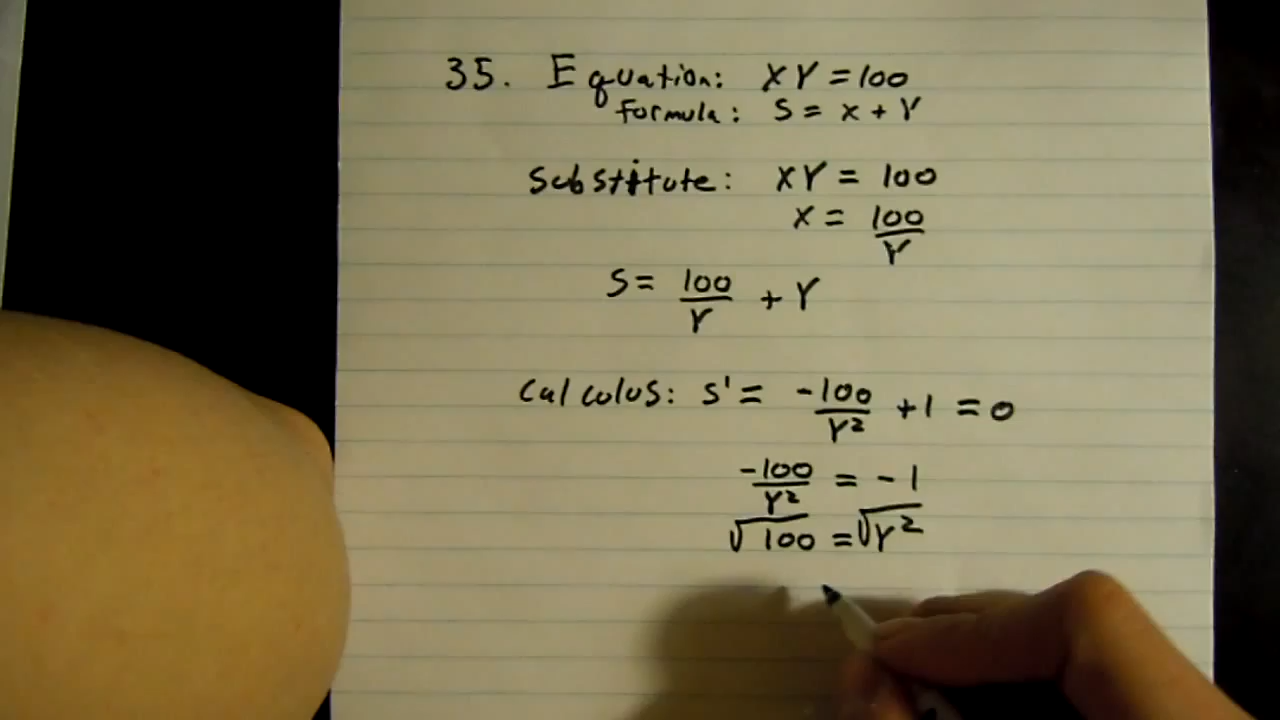 35. Equation: XY = 100
Formula: S = x + Y
Substitute: XY = 100
X = 100/Y
S = 100/Y + Y
Calculus: S' = -100/Y² + 1 = 0
-100/Y² = -1
√100 = √Y²